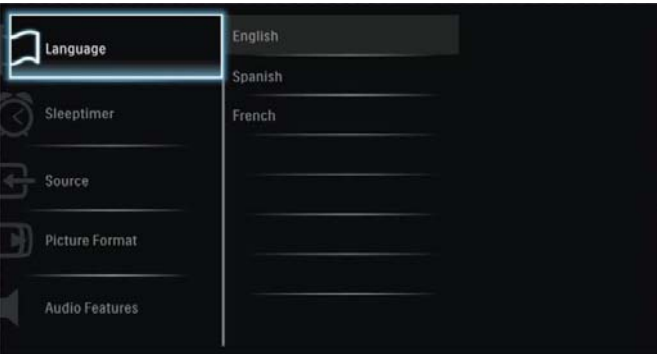 Language
Sleeptimer
Source
Picture Format
Audio Features
English
Spanish
French